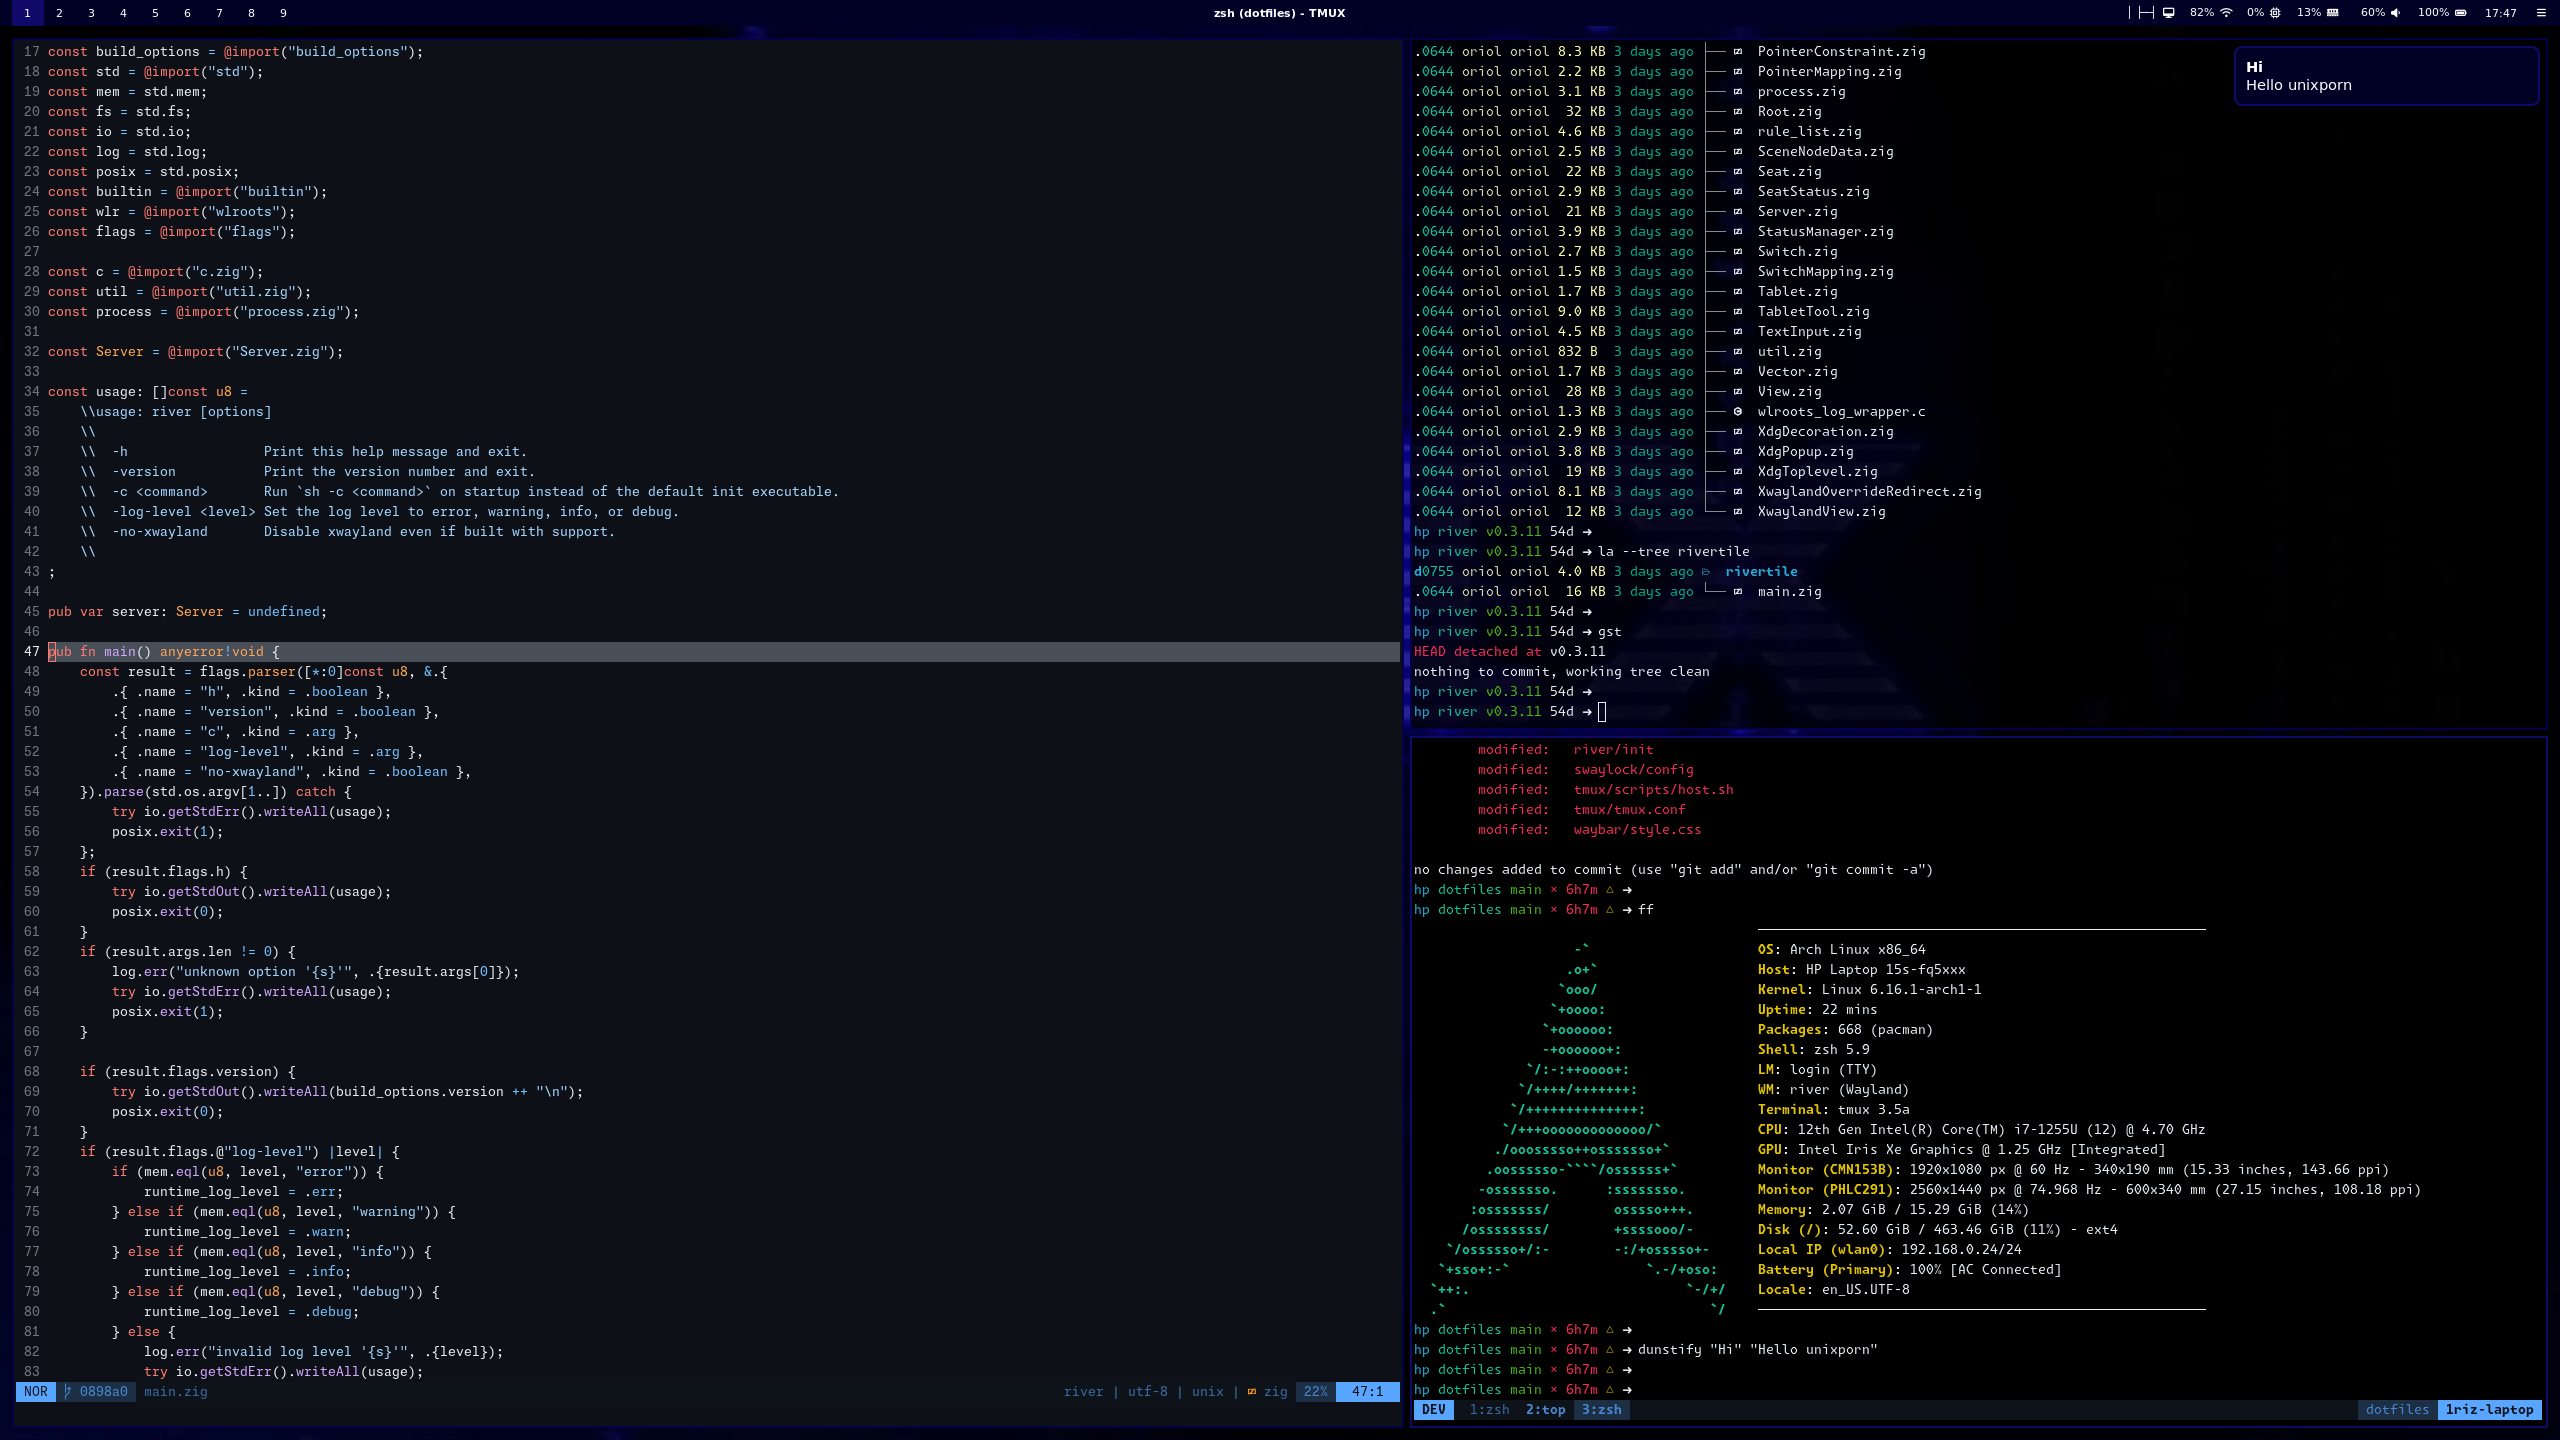 1 2 3 4 5 6 7 8 9
zsh (dotfiles) - TMUX
82% 0% 13% 60% 100% 17:47
17 const build_options = @import("build_options");
18 const std = @import("std");
19 const mem = std.mem;
20 const fs = std.fs;
21 const io = std.io;
22 const log = std.log;
23 const posix = std.posix;
24 const builtin = @import("builtin");
25 const wlr = @import("wlroots");
26 const flags = @import("flags");
27
28 const c = @import("c.zig");
29 const util = @import("util.zig");
30 const process = @import("process.zig");
31
32 const Server = @import("Server.zig");
33
34 const usage: []const u8 =
35     \\usage: river [options]
36     \\
37     \\  -h                 Print this help message and exit.
38     \\  -version           Print the version number and exit.
39     \\  -c <command>       Run `sh -c <command>` on startup instead of the default init executable.
40     \\  -log-level <level> Set the log level to error, warning, info, or debug.
41     \\  -no-xwayland       Disable xwayland even if built with support.
42     \\
43 ;
44
45 pub var server: Server = undefined;
46
47 pub fn main() anyerror!void {
48     const result = flags.parser([*:0]const u8, &.{
49         .{ .name = "h", .kind = .boolean },
50         .{ .name = "version", .kind = .boolean },
51         .{ .name = "c", .kind = .arg },
52         .{ .name = "log-level", .kind = .arg },
53         .{ .name = "no-xwayland", .kind = .boolean },
54     }).parse(std.os.argv[1..]) catch {
55         try io.getStdErr().writeAll(usage);
56         posix.exit(1);
57     };
58     if (result.flags.h) {
59         try io.getStdOut().writeAll(usage);
60         posix.exit(0);
61     }
62     if (result.args.len != 0) {
63         log.err("unknown option '{s}'", .{result.args[0]});
64         try io.getStdErr().writeAll(usage);
65         posix.exit(1);
66     }
67
68     if (result.flags.version) {
69         try io.getStdOut().writeAll(build_options.version ++ "\n");
70         posix.exit(0);
71     }
72     if (result.flags.@"log-level") |level| {
73         if (mem.eql(u8, level, "error")) {
74             runtime_log_level = .err;
75         } else if (mem.eql(u8, level, "warning")) {
76             runtime_log_level = .warn;
77         } else if (mem.eql(u8, level, "info")) {
78             runtime_log_level = .info;
79         } else if (mem.eql(u8, level, "debug")) {
80             runtime_log_level = .debug;
81         } else {
82             log.err("invalid log level '{s}'", .{level});
83             try io.getStdErr().writeAll(usage);
NOR 0898a0 main.zig river | utf-8 | unix | zig 22% 47:1
.0644 oriol oriol 8.3 KB 3 days ago ├── PointerConstraint.zig
.0644 oriol oriol 2.2 KB 3 days ago ├── PointerMapping.zig
.0644 oriol oriol 3.1 KB 3 days ago ├── process.zig
.0644 oriol oriol  32 KB 3 days ago ├── Root.zig
.0644 oriol oriol 4.6 KB 3 days ago ├── rule_list.zig
.0644 oriol oriol 2.5 KB 3 days ago ├── SceneNodeData.zig
.0644 oriol oriol  22 KB 3 days ago ├── Seat.zig
.0644 oriol oriol 2.9 KB 3 days ago ├── SeatStatus.zig
.0644 oriol oriol  21 KB 3 days ago ├── Server.zig
.0644 oriol oriol 3.9 KB 3 days ago ├── StatusManager.zig
.0644 oriol oriol 2.7 KB 3 days ago ├── Switch.zig
.0644 oriol oriol 1.5 KB 3 days ago ├── SwitchMapping.zig
.0644 oriol oriol 1.7 KB 3 days ago ├── Tablet.zig
.0644 oriol oriol 9.0 KB 3 days ago ├── TabletTool.zig
.0644 oriol oriol 4.5 KB 3 days ago ├── TextInput.zig
.0644 oriol oriol 832 B  3 days ago ├── util.zig
.0644 oriol oriol 1.7 KB 3 days ago ├── Vector.zig
.0644 oriol oriol  28 KB 3 days ago ├── View.zig
.0644 oriol oriol 1.3 KB 3 days ago ├── wlroots_log_wrapper.c
.0644 oriol oriol 2.9 KB 3 days ago ├── XdgDecoration.zig
.0644 oriol oriol 3.8 KB 3 days ago ├── XdgPopup.zig
.0644 oriol oriol  19 KB 3 days ago ├── XdgToplevel.zig
.0644 oriol oriol 8.1 KB 3 days ago ├── XwaylandOverrideRedirect.zig
.0644 oriol oriol  12 KB 3 days ago └── XwaylandView.zig
hp river v0.3.11 54d ➜
hp river v0.3.11 54d ➜ la --tree rivertile
d0755 oriol oriol 4.0 KB 3 days ago rivertile
.0644 oriol oriol  16 KB 3 days ago └── main.zig
hp river v0.3.11 54d ➜
hp river v0.3.11 54d ➜ gst
HEAD detached at v0.3.11
nothing to commit, working tree clean
hp river v0.3.11 54d ➜
hp river v0.3.11 54d ➜
Hi
Hello unixporn
modified:   river/init
modified:   swaylock/config
modified:   tmux/scripts/host.sh
modified:   tmux/tmux.conf
modified:   waybar/style.css
no changes added to commit (use "git add" and/or "git commit -a")
hp dotfiles main × 6h7m △ ➜
hp dotfiles main × 6h7m △ ➜ ff
                    -`                     OS: Arch Linux x86_64
                   .o+`                    Host: HP Laptop 15s-fq5xxx
                  `ooo/                    Kernel: Linux 6.16.1-arch1-1
                 `+oooo:                   Uptime: 22 mins
                `+oooooo:                  Packages: 668 (pacman)
                -+oooooo+:                 Shell: zsh 5.9
              `/:-:++oooo+:                LM: login (TTY)
             `/++++/+++++++:               WM: river (Wayland)
            `/++++++++++++++:              Terminal: tmux 3.5a
           `/+++ooooooooooooo/`            CPU: 12th Gen Intel(R) Core(TM) i7-1255U (12) @ 4.70 GHz
          ./ooosssso++osssssso+`           GPU: Intel Iris Xe Graphics @ 1.25 GHz [Integrated]
         .oossssso-````/ossssss+`          Monitor (CMN153B): 1920x1080 px @ 60 Hz - 340x190 mm (15.33 inches, 143.66 ppi)
        -osssssso.      :ssssssso.         Monitor (PHLC291): 2560x1440 px @ 74.968 Hz - 600x340 mm (27.15 inches, 108.18 ppi)
       :osssssss/        osssso+++.        Memory: 2.07 GiB / 15.29 GiB (14%)
      /ossssssss/        +ssssooo/-        Disk (/): 52.60 GiB / 463.46 GiB (11%) - ext4
    `/ossssso+/:-        -:/+osssso+-      Local IP (wlan0): 192.168.0.24/24
   `+sso+:-`                 `.-/+oso:     Battery (Primary): 100% [AC Connected]
  `++:.                           `-/+/    Locale: en_US.UTF-8
  .`                                 `/
hp dotfiles main × 6h7m △ ➜
hp dotfiles main × 6h7m △ ➜ dunstify "Hi" "Hello unixporn"
hp dotfiles main × 6h7m △ ➜
hp dotfiles main × 6h7m △ ➜
DEV 1:zsh 2:top 3:zsh dotfiles 1riz-laptop